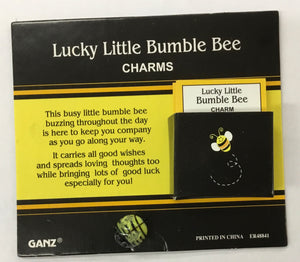 Lucky Little Bumble Bee
CHARMS
This busy little bumble bee
buzzing throughout the day
is here to keep you company
as you go along your way.
It carries all good wishes
and spreads loving thoughts too
while bringing lots of good luck
especially for you!
Lucky Little
Bumble Bee
CHARM
GANZ®
PRINTED IN CHINA ER48841